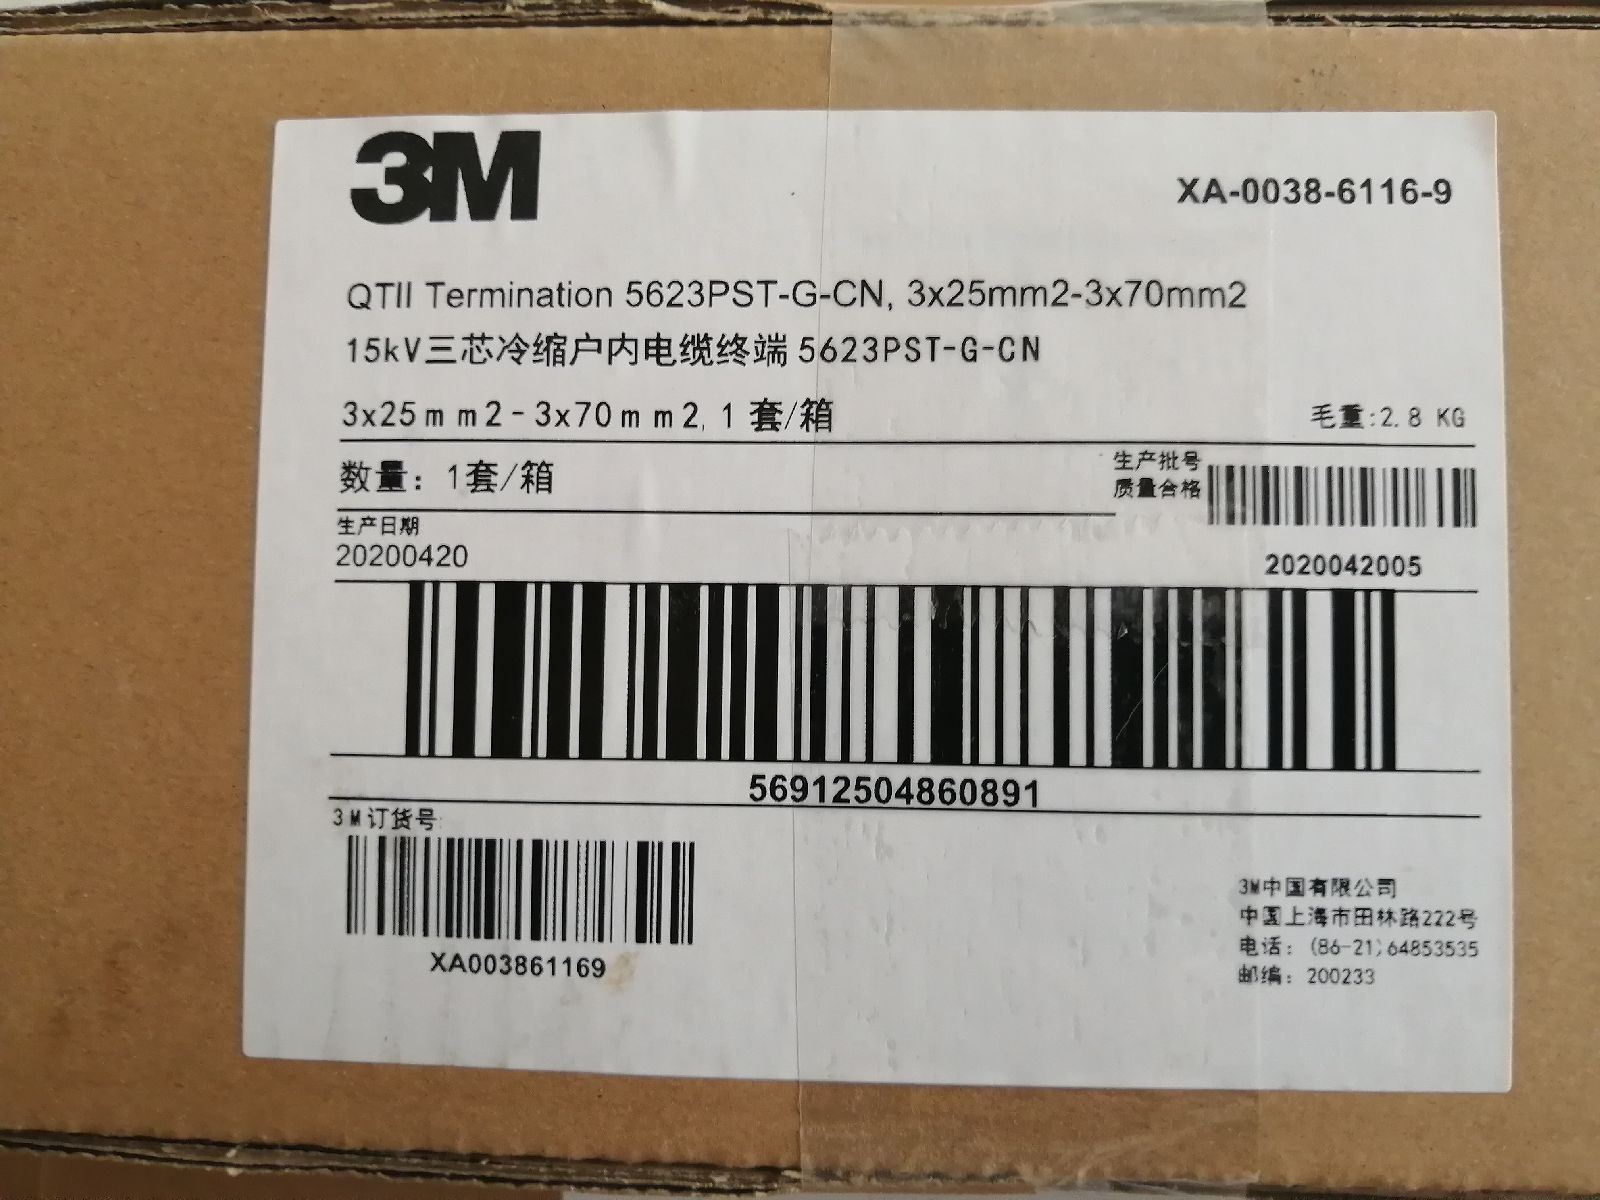 3M
XA-0038-6116-9
QTII Termination 5623PST-G-CN, 3x25mm2-3x70mm2
15kV三芯冷缩户内电缆终端 5623PST-G-CN
3x25mm2-3x70mm2, 1 套/箱
毛重:2.8 KG
数量: 1套/箱
生产批号
质量合格
生产日期
20200420
2020042005
56912504860891
3M订货号:
XA003861169
3M中国有限公司
中国上海市田林路222号
电话: (86-21)64853535
邮编: 200233